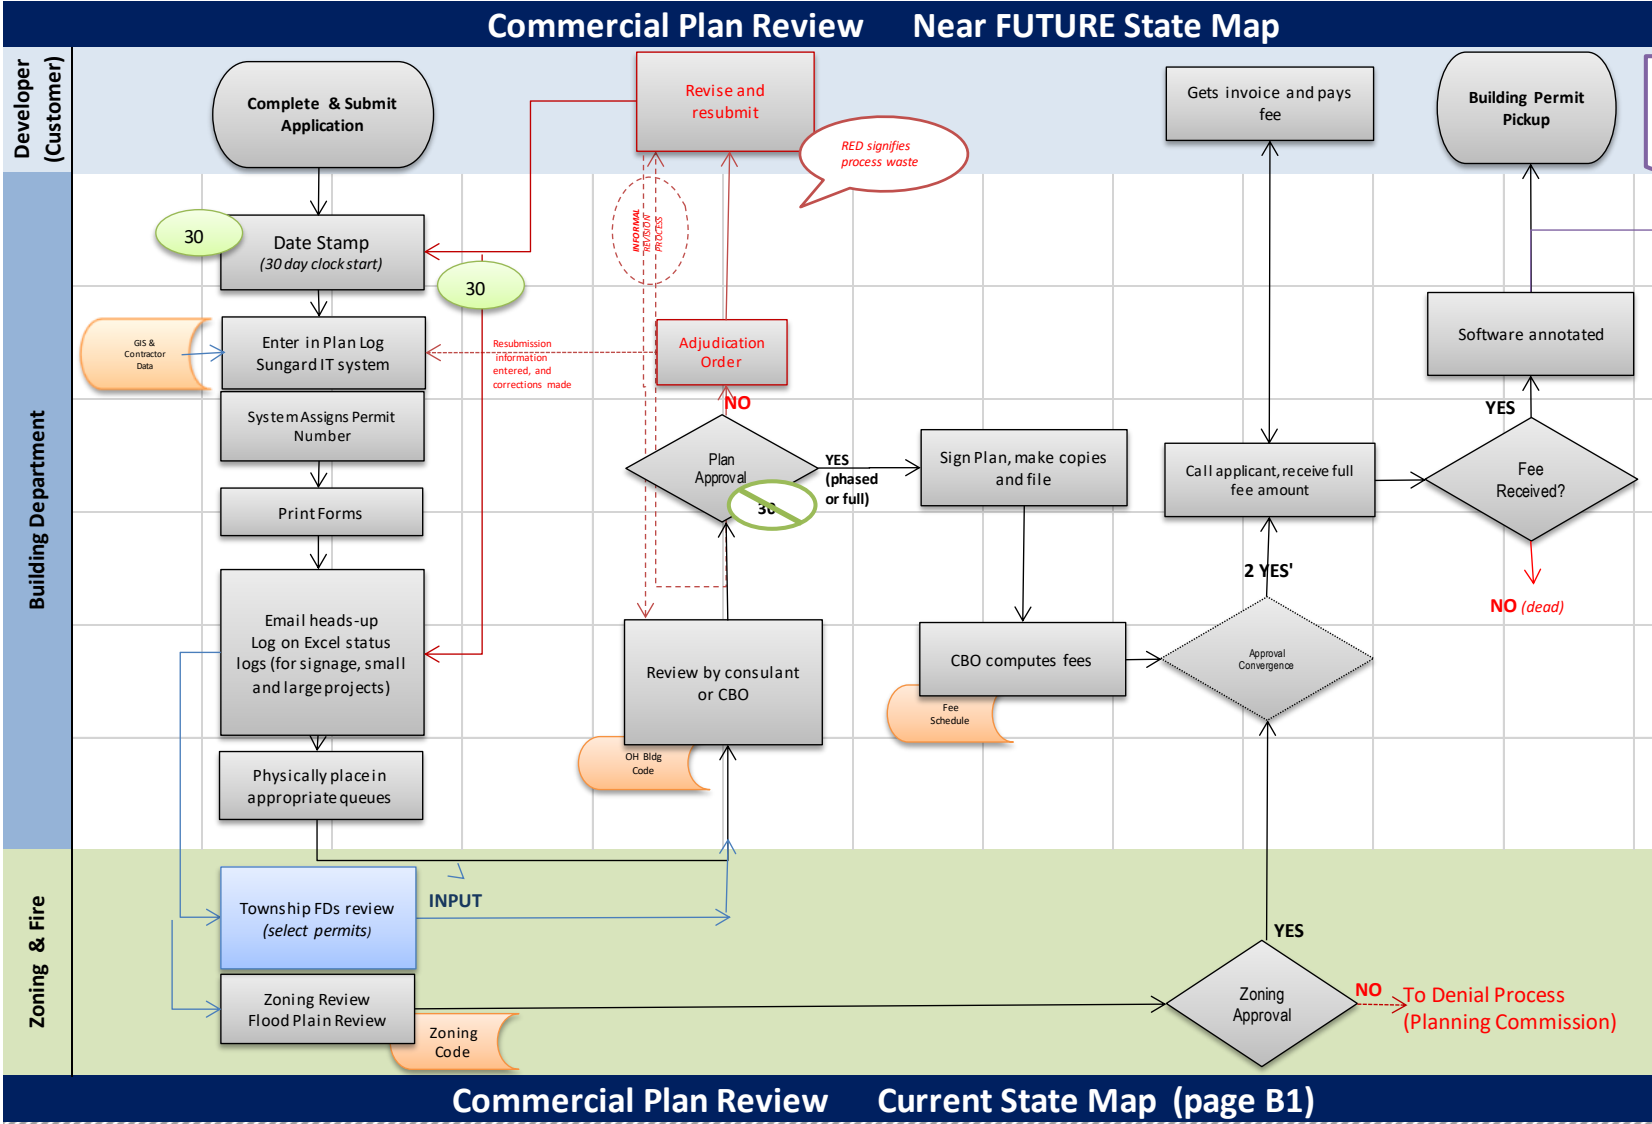 Commercial Plan Review Near FUTURE State Map
Developer
(Customer)
Complete & Submit
Application
Revise and
resubmit
RED signifies
process waste
Gets invoice and pays
fee
Building Permit
Pickup
Building Department
30
Date Stamp
(30 day clock start)
30
INFORMAL
REVISION
PROCESS
GIS &
Contractor
Data
Enter in Plan Log
Sungard IT system
Resubmission
information
entered, and
corrections made
Adjudication
Order
Software annotated
System Assigns Permit
Number
NO
Plan
Approval
30
YES
(phased
or full)
Sign Plan, make copies
and file
Call applicant, receive full
fee amount
YES
Fee
Received?
NO (dead)
Print Forms
Email heads-up
Log on Excel status
logs (for signage, small
and large projects)
Review by consulant
or CBO
OH Bldg
Code
CBO computes fees
Fee
Schedule
2 YES'
Approval
Convergence
Physically place in
appropriate queues
Zoning & Fire
Township FDs review
(select permits)
INPUT
Zoning Review
Flood Plain Review
Zoning
Code
YES
Zoning
Approval
NO
To Denial Process
(Planning Commission)
Commercial Plan Review Current State Map (page B1)